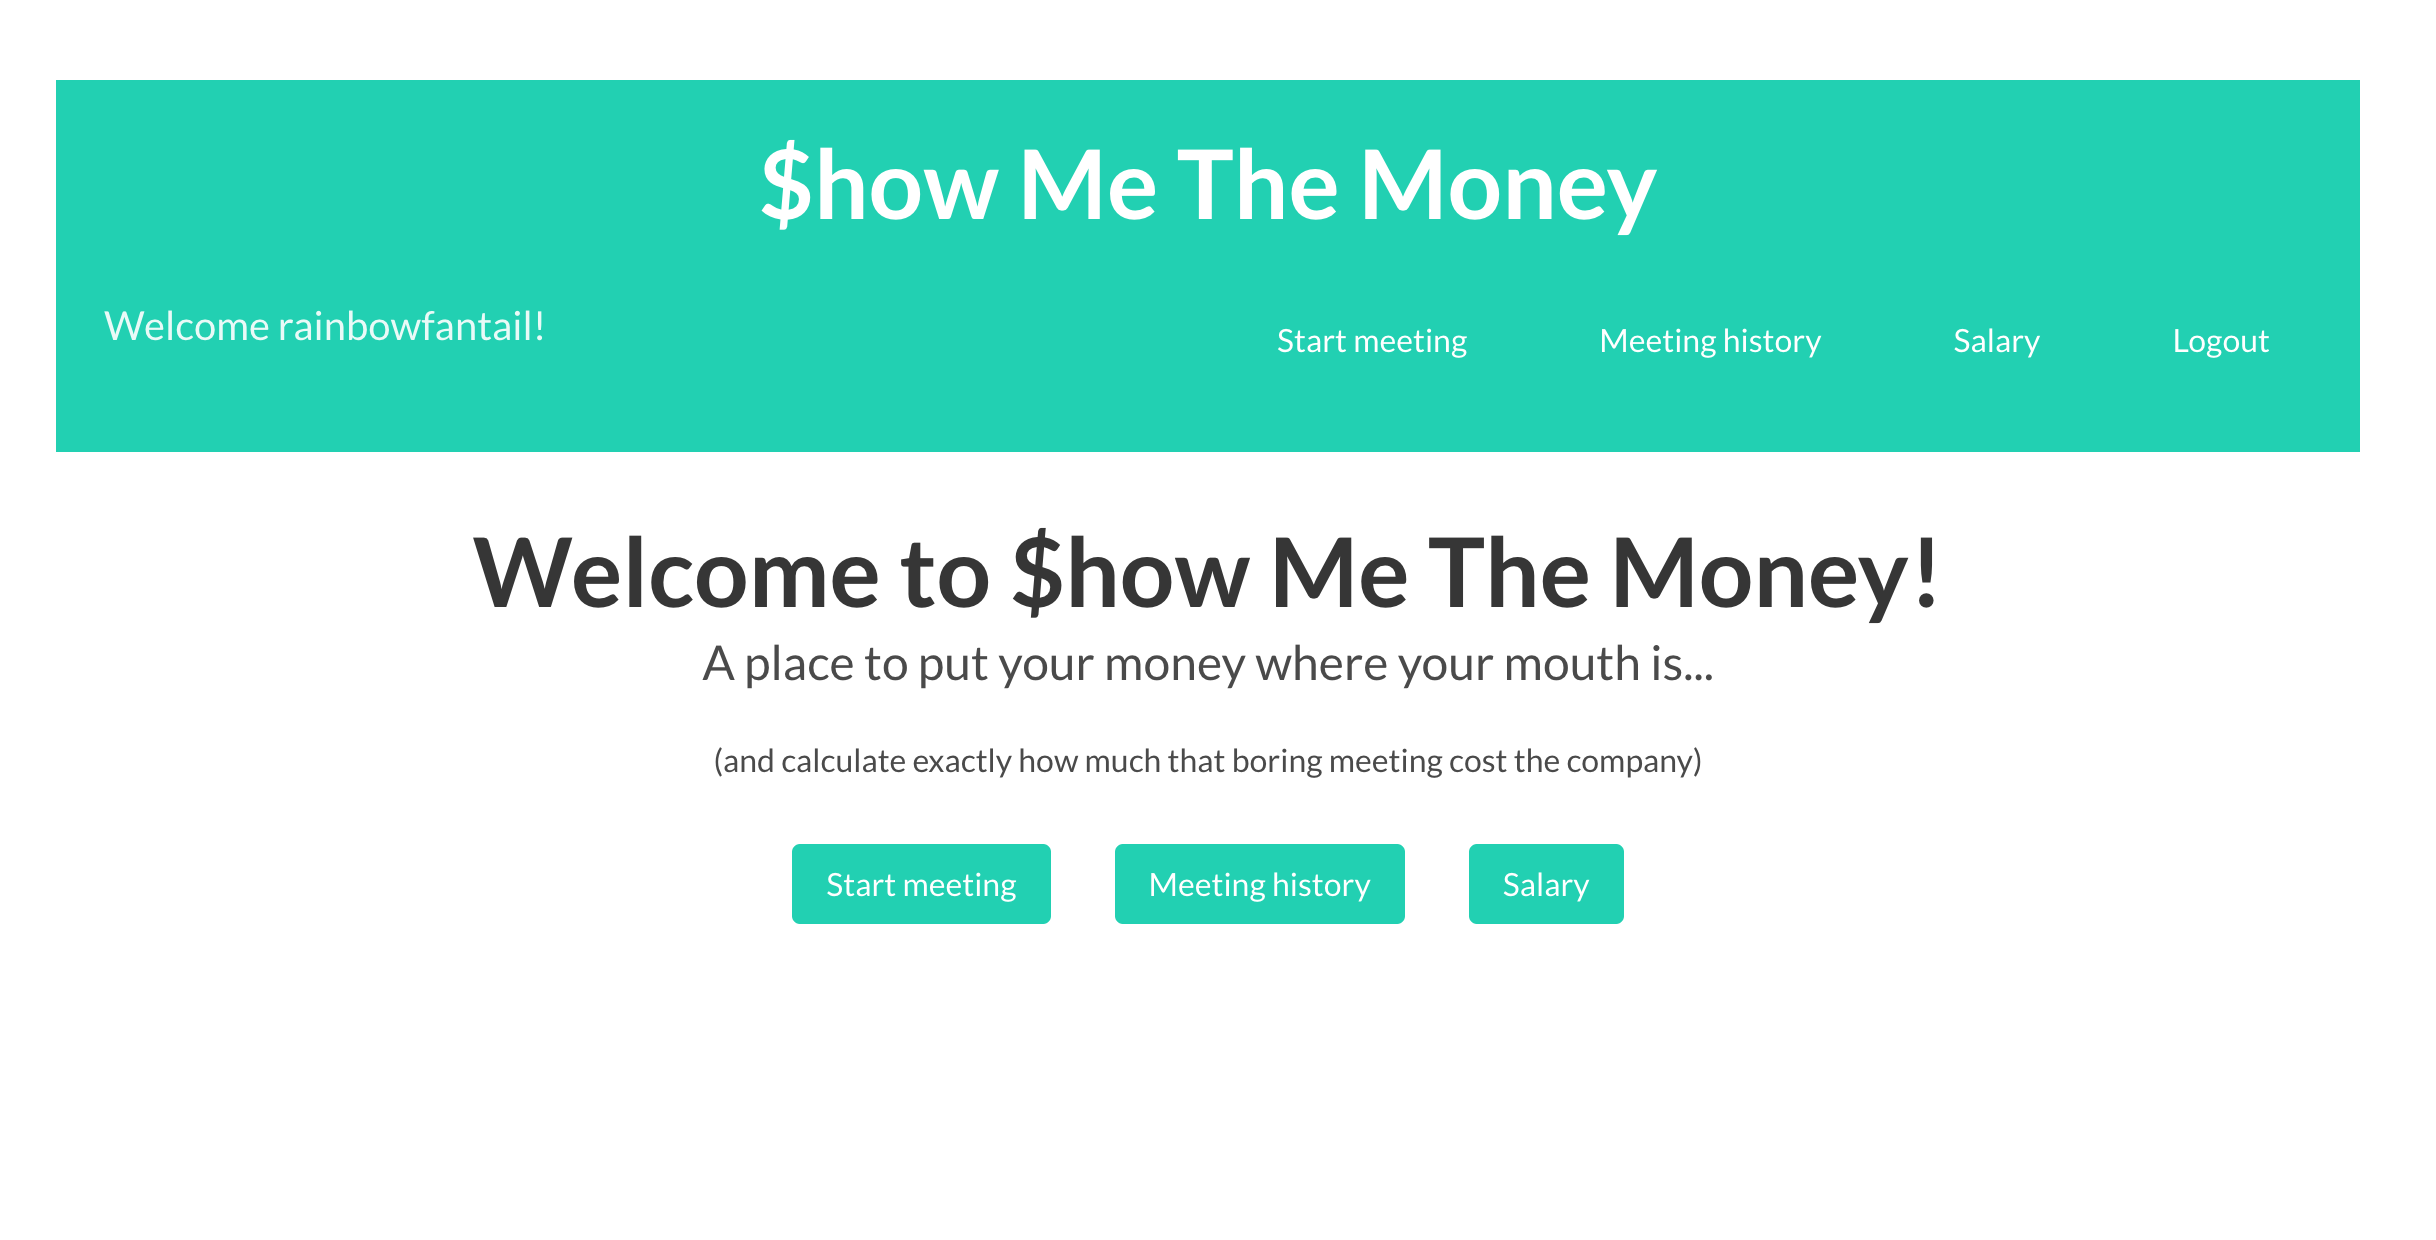 $how Me The Money
Welcome rainbowfantail!
Start meeting
Meeting history
Salary
Logout
Welcome to $how Me The Money!
A place to put your money where your mouth is...
(and calculate exactly how much that boring meeting cost the company)
Start meeting
Meeting history
Salary